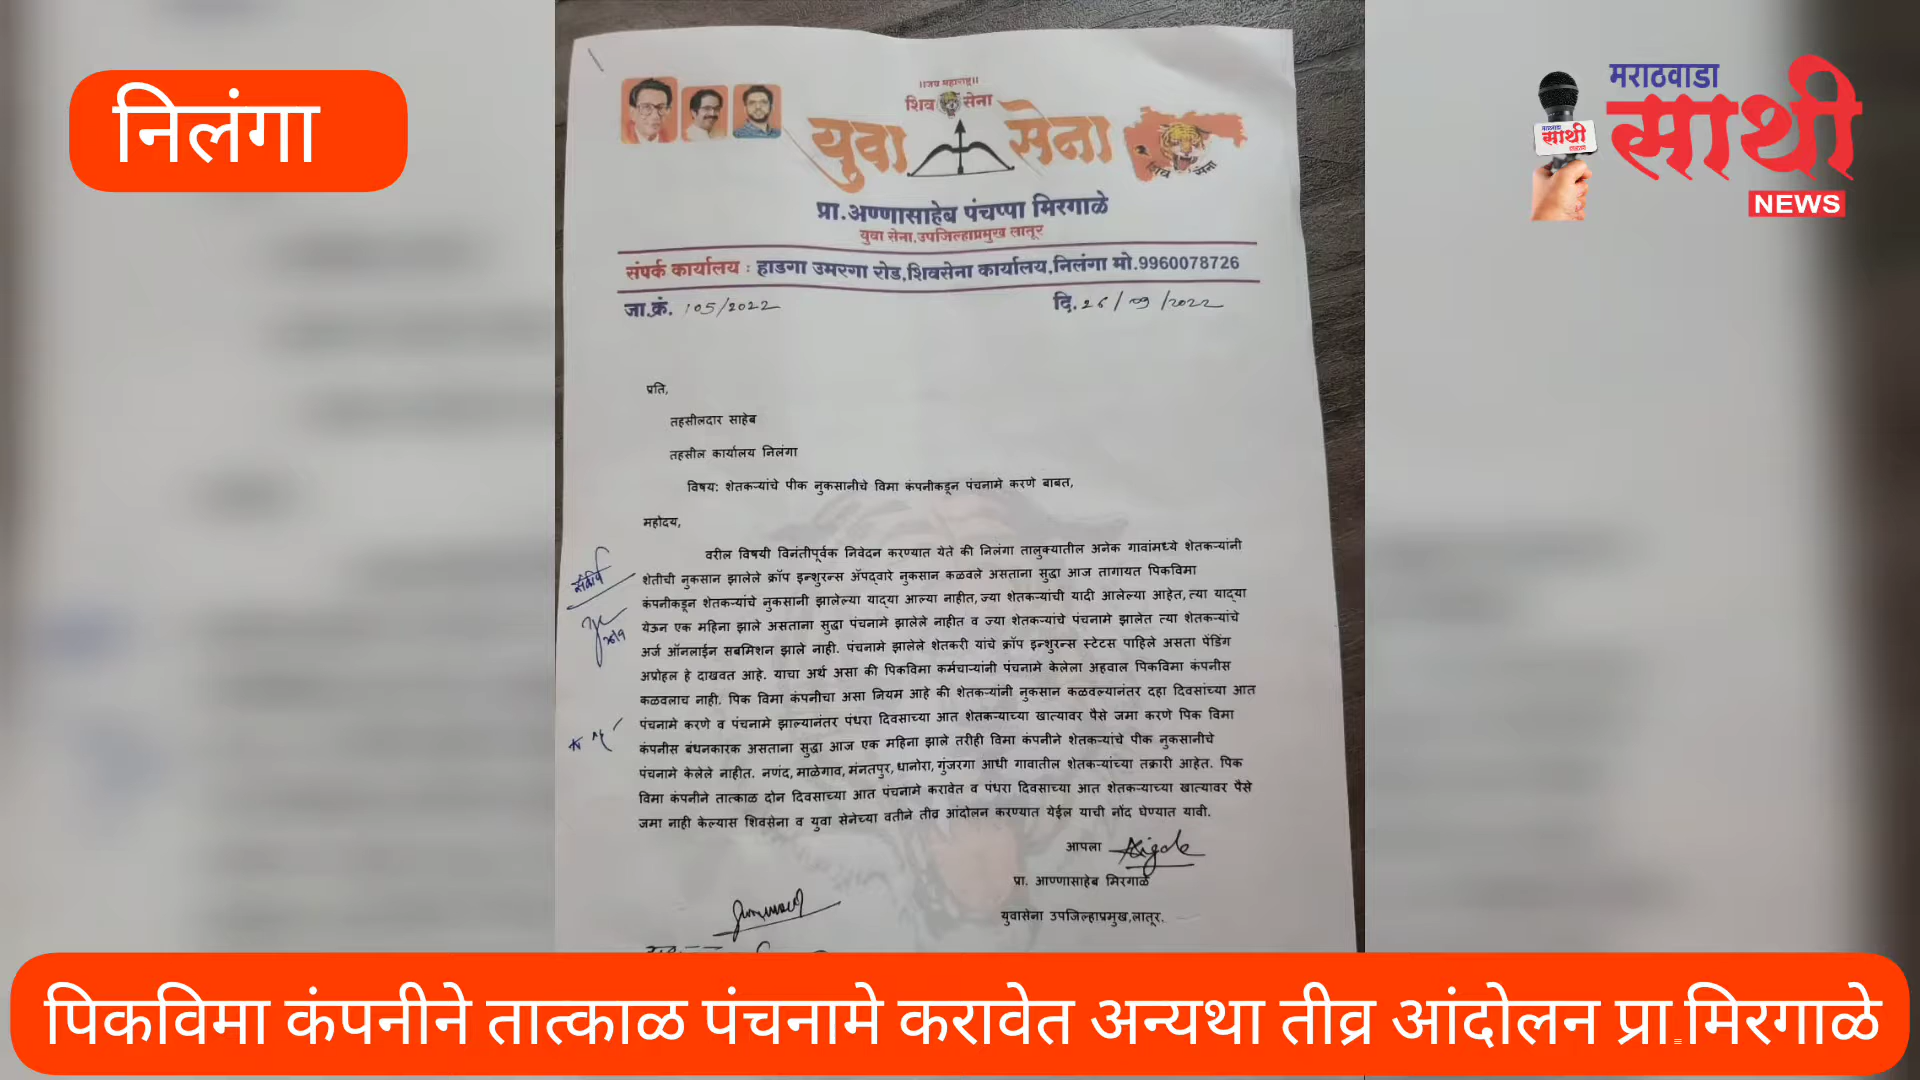 निलंगा
मराठवाडा
साथी
NEWS
साथी
।।जय महाराष्ट्र।।
शिव सेना
युवा सेना
शिव सेना
प्रा.अण्णासाहेब पंचप्पा मिरगाळे
युवा सेना.उपजिल्हाप्रमुख लातूर
संपर्क कार्यालय : हाडगा उमरगा रोड,शिवसेना कार्यालय,निलंगा मो.9960078726
जा.क्रं. 105/2022 दि.26/09/2022
प्रति,
तहसीलदार साहेब
तहसील कार्यालय निलंगा
विषय: शेतकऱ्यांचे पीक नुकसानीचे विमा कंपनीकडून पंचनामे करणे बाबत,
महोदय,
वरील विषयी विनंतीपूर्वक निवेदन करण्यात येते की निलंगा तालुक्यातील अनेक गावांमध्ये शेतकऱ्यांनी
शेतीची नुकसान झालेले क्रॉप इन्शुरन्स ॲपद्वारे नुकसान कळवले असताना सुद्धा आज तागायत पिकविमा
कंपनीकडून शेतकऱ्यांचे नुकसानी झालेल्या याद्या आल्या नाहीत,ज्या शेतकऱ्यांची यादी आलेल्या आहेत,त्या याद्या
येऊन एक महिना झाले असताना सुद्धा पंचनामे झालेले नाहीत व ज्या शेतकऱ्यांचे पंचनामे झालेत त्या शेतकऱ्यांचे
अर्ज ऑनलाईन सबमिशन झाले नाही. पंचनामे झालेले शेतकरी यांचे क्रॉप इन्शुरन्स स्टेटस पाहिले असता पेंडिंग
अप्रोहल हे दाखवत आहे. याचा अर्थ असा की पिकविमा कर्मचाऱ्यांनी पंचनामे केलेला अहवाल पिकविमा कंपनीस
कळवलाच नाही. पिक विमा कंपनीचा असा नियम आहे की शेतकऱ्यांनी नुकसान कळवल्यानंतर दहा दिवसांच्या आत
पंचनामे करणे व पंचनामे झाल्यानंतर पंधरा दिवसाच्या आत शेतकऱ्याच्या खात्यावर पैसे जमा करणे पिक विमा
कंपनीस बंधनकारक असताना सुद्धा आज एक महिना झाले तरीही विमा कंपनीने शेतकऱ्यांचे पीक नुकसानीचे
पंचनामे केलेले नाहीत. नणंद,माळेगाव,मंनतपुर,धानोरा,गुंजरगा आधी गावातील शेतकऱ्यांच्या तक्रारी आहेत. पिक
विमा कंपनीने तात्काळ दोन दिवसाच्या आत पंचनामे करावेत व पंधरा दिवसाच्या आत शेतकऱ्याच्या खात्यावर पैसे
जमा नाही केल्यास शिवसेना व युवा सेनेच्या वतीने तीव्र आंदोलन करण्यात येईल याची नोंद घेण्यात यावी.
आपला
प्रा. आण्णासाहेब मिरगाळे
युवासेना उपजिल्हाप्रमुख,लातूर.
पिकविमा कंपनीने तात्काळ पंचनामे करावेत अन्यथा तीव्र आंदोलन प्रा.मिरगाळे